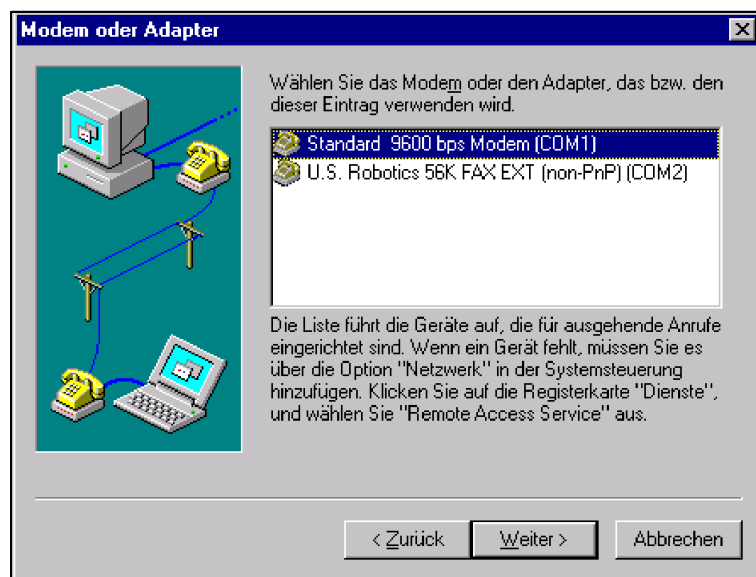 Modem oder Adapter
Wählen Sie das Modem oder den Adapter, das bzw. den
dieser Eintrag verwenden wird.
Standard 9600 bps Modem (COM1)
U.S. Robotics 56K FAX EXT (non-PnP) (COM2)
Die Liste führt die Geräte auf, die für ausgehende Anrufe
eingerichtet sind. Wenn ein Gerät fehlt, müssen Sie es
über die Option "Netzwerk" in der Systemsteuerung
hinzufügen. Klicken Sie auf die Registerkarte "Dienste",
und wählen Sie "Remote Access Service" aus.
< Zurück
Weiter >
Abbrechen